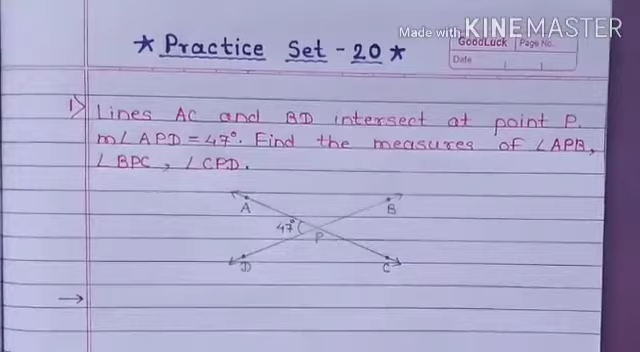 Made with KINEMASTER
* Practice Set - 20 *
GoodLuck Page No.
Date
1) Lines AC and BD intersect at point P.
m∠APD = 47°. Find the measures of ∠APB,
∠BPC, ∠CPD.
A B
47° P
D C
→